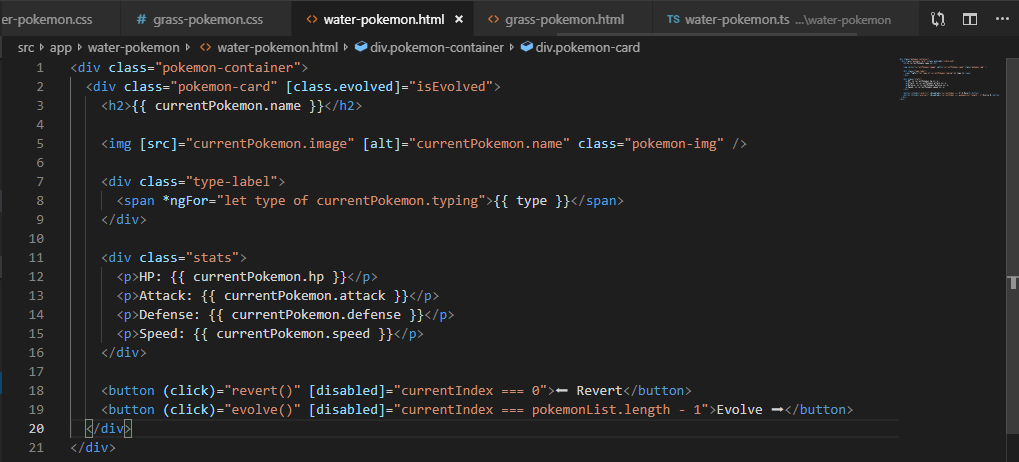 er-pokemon.css # grass-pokemon.css <> water-pokemon.html × <> grass-pokemon.html TS water-pokemon.ts ...\water-pokemon ...
src > app > water-pokemon > <> water-pokemon.html > div.pokemon-container > div.pokemon-card
1 <div class="pokemon-container">
2 <div class="pokemon-card" [class.evolved]="isEvolved">
3 <h2>{{ currentPokemon.name }}</h2>
4
5 <img [src]="currentPokemon.image" [alt]="currentPokemon.name" class="pokemon-img" />
6
7 <div class="type-label">
8 <span *ngFor="let type of currentPokemon.typing">{{ type }}</span>
9 </div>
10
11 <div class="stats">
12 <p>HP: {{ currentPokemon.hp }}</p>
13 <p>Attack: {{ currentPokemon.attack }}</p>
14 <p>Defense: {{ currentPokemon.defense }}</p>
15 <p>Speed: {{ currentPokemon.speed }}</p>
16 </div>
17
18 <button (click)="revert()" [disabled]="currentIndex === 0">⬅ Revert</button>
19 <button (click)="evolve()" [disabled]="currentIndex === pokemonList.length - 1">Evolve ➡</button>
20 </div>
21 </div>